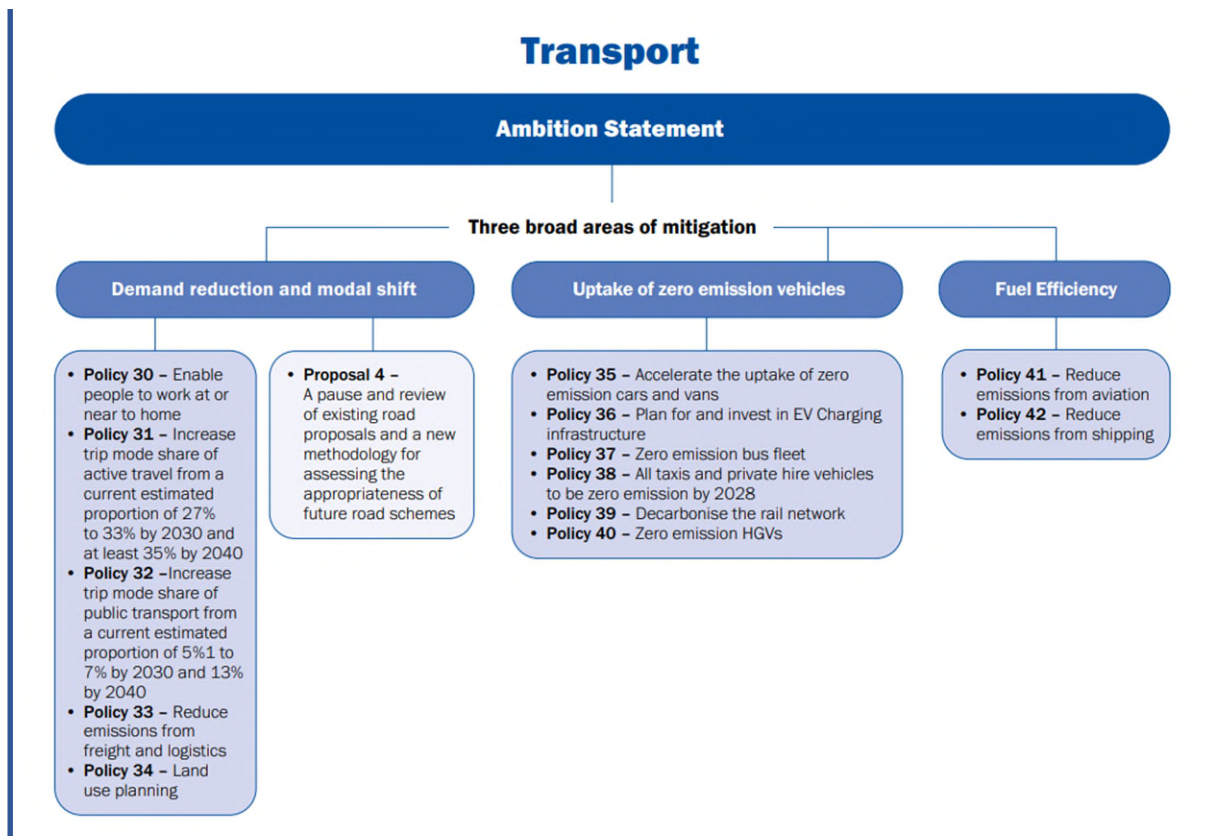 Transport
Ambition Statement
Three broad areas of mitigation
Demand reduction and modal shift
• Policy 30 – Enable
people to work at or
near to home
• Policy 31 – Increase
trip mode share of
active travel from a
current estimated
proportion of 27%
to 33% by 2030 and
at least 35% by 2040
• Policy 32 –Increase
trip mode share of
public transport from
a current estimated
proportion of 5%1 to
7% by 2030 and 13%
by 2040
• Policy 33 – Reduce
emissions from
freight and logistics
• Policy 34 – Land
use planning
• Proposal 4 –
A pause and review
of existing road
proposals and a new
methodology for
assessing the
appropriateness of
future road schemes
Uptake of zero emission vehicles
• Policy 35 – Accelerate the uptake of zero
emission cars and vans
• Policy 36 – Plan for and invest in EV Charging
infrastructure
• Policy 37 – Zero emission bus fleet
• Policy 38 – All taxis and private hire vehicles
to be zero emission by 2028
• Policy 39 – Decarbonise the rail network
• Policy 40 – Zero emission HGVs
Fuel Efficiency
• Policy 41 – Reduce
emissions from aviation
• Policy 42 – Reduce
emissions from shipping